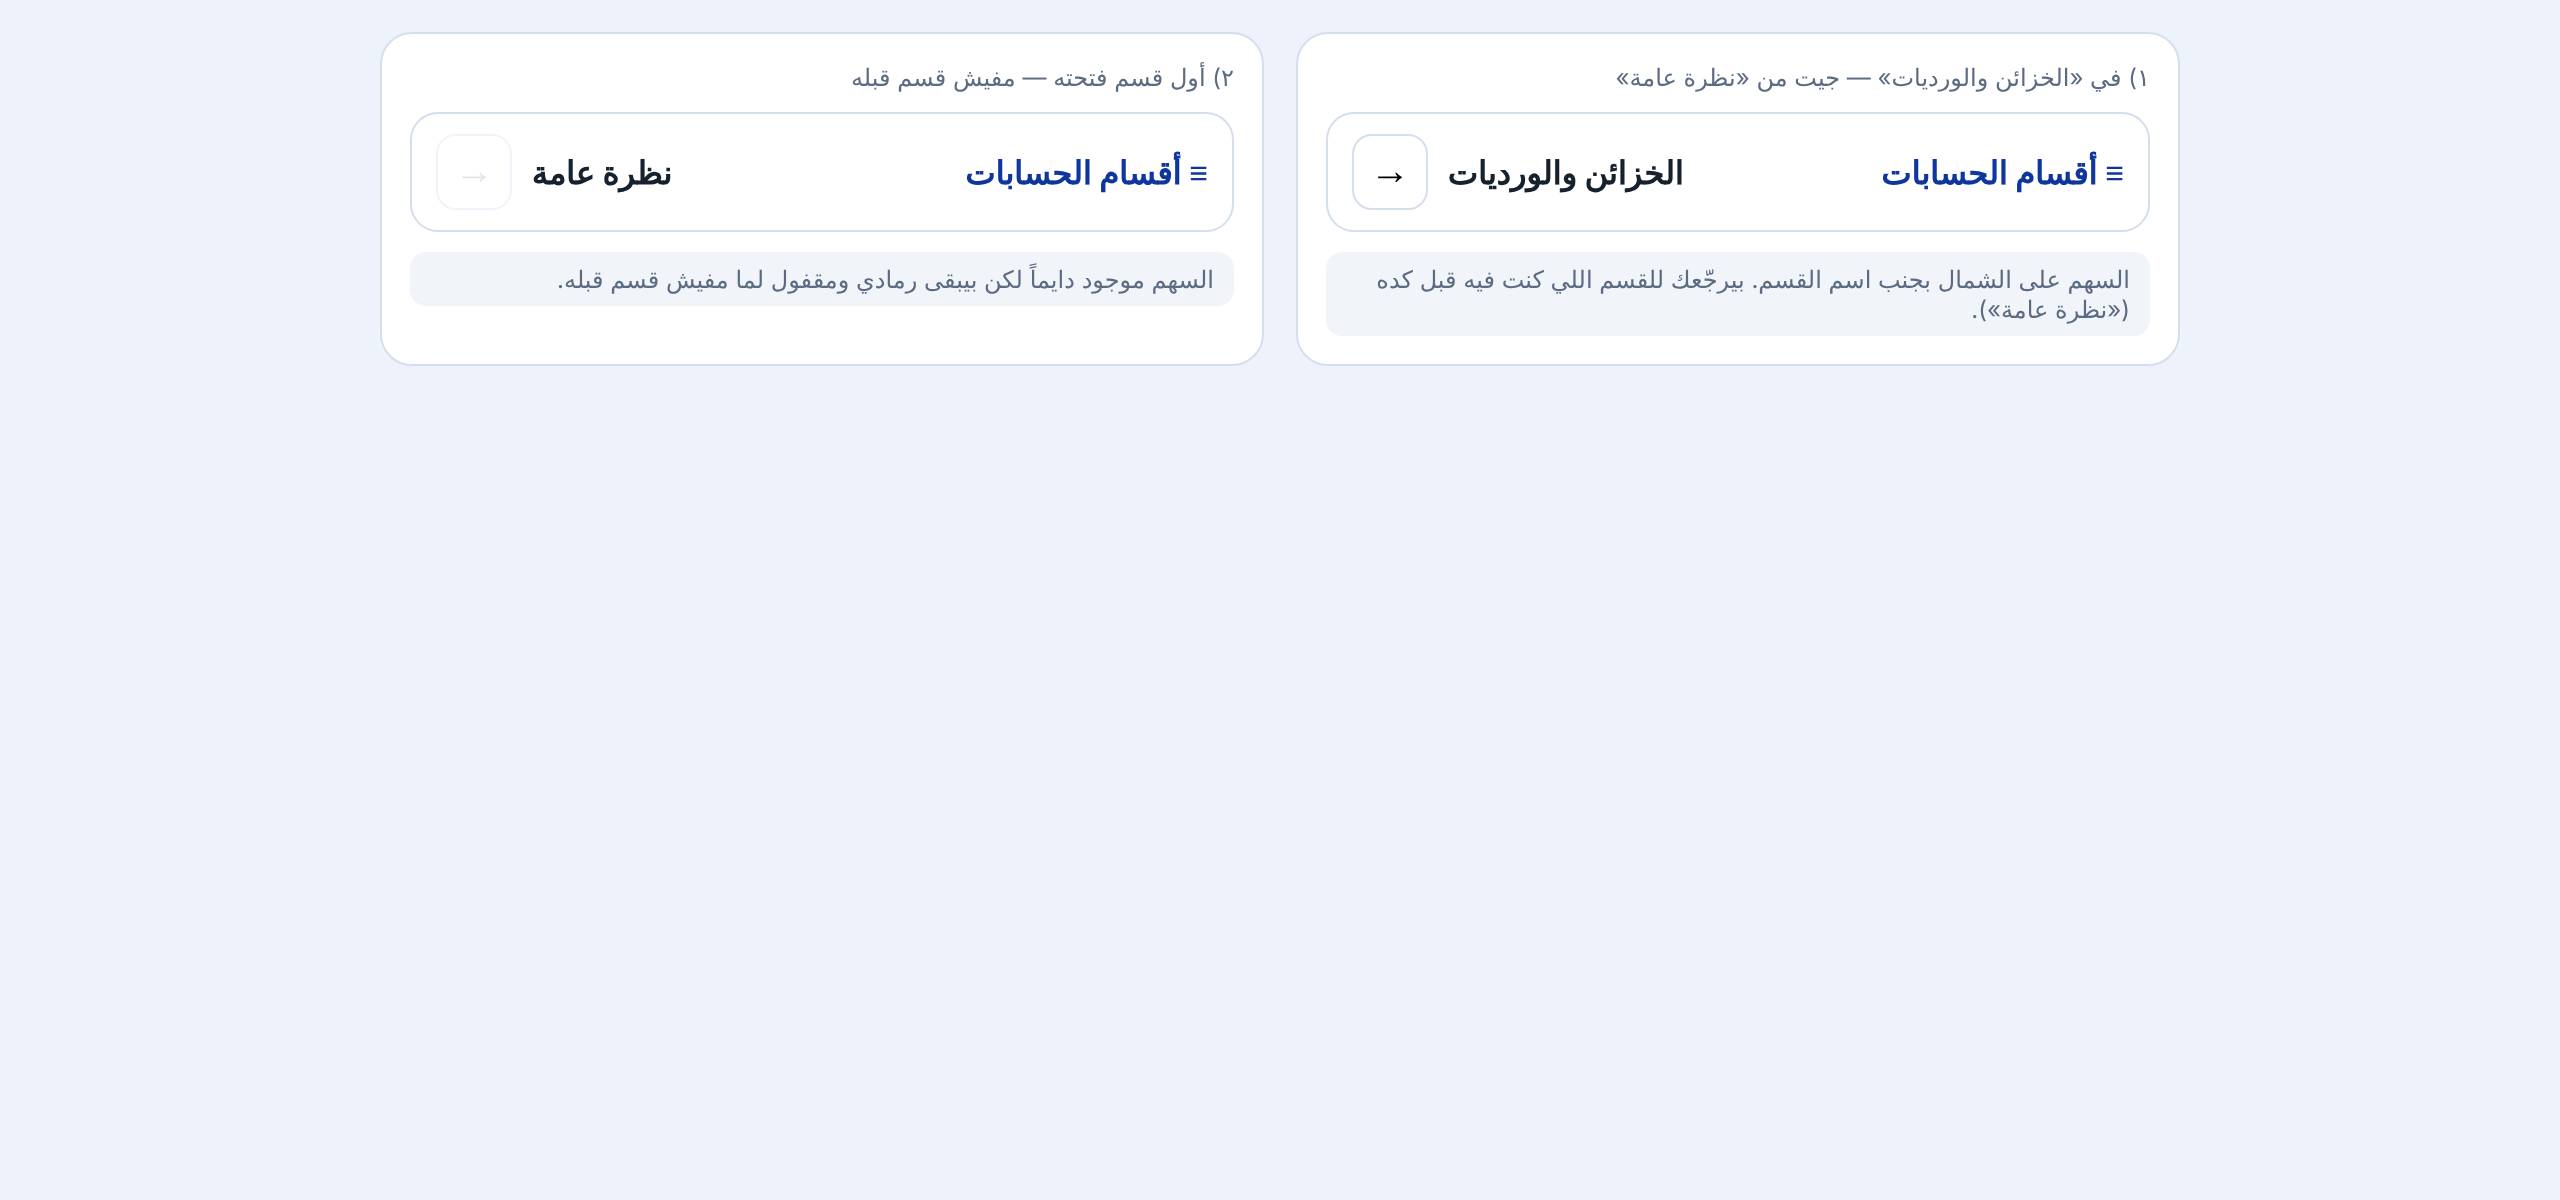 ١) في «الخزائن والورديات» — جيت من «نظرة عامة»
≡ أقسام الحسابات
الخزائن والورديات
→
السهم على الشمال بجنب اسم القسم. بيرجّعك للقسم اللي كنت فيه قبل كده
(«نظرة عامة»).
٢) أول قسم فتحته — مفيش قسم قبله
≡ أقسام الحسابات
نظرة عامة
→
السهم موجود دايماً لكن بيبقى رمادي ومقفول لما مفيش قسم قبله.